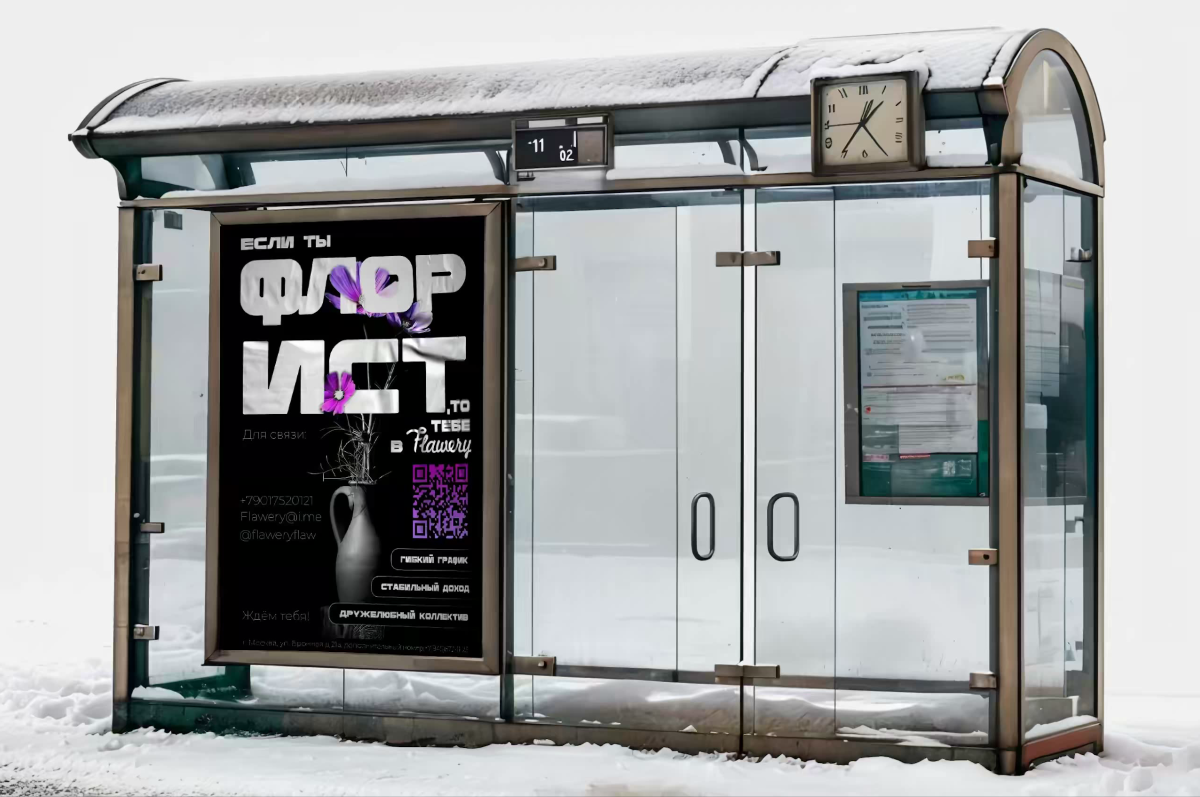 -11
02
ЕСЛИ ТЫ
ФЛОР
ИСТ
,ТО
ТЕБЕ
В Flawery
Для связи:
+79017520121
Flawery@i.me
@flaweryflaw
ГИБКИЙ ГРАФИК
СТАБИЛЬНЫЙ ДОХОД
ДРУЖЕЛЮБНЫЙ КОЛЛЕКТИВ
Ждём тебя!